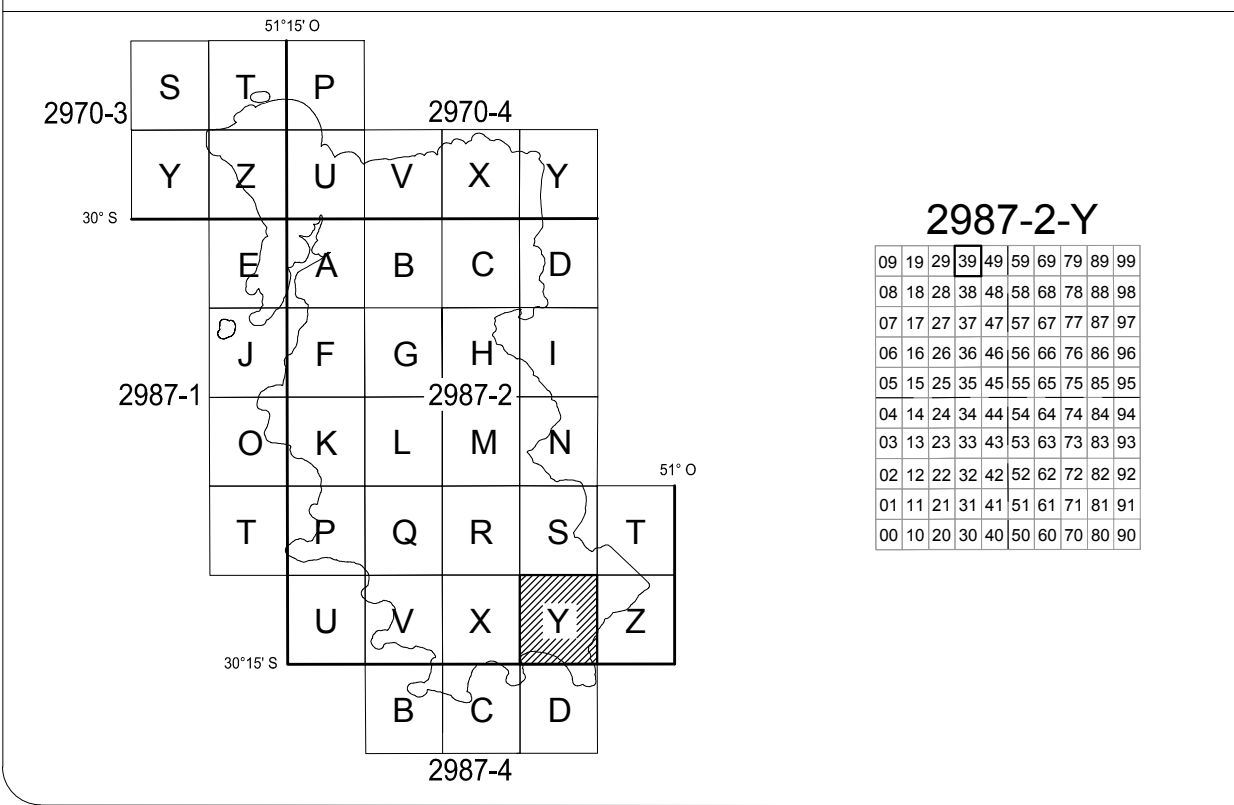 51°15' O
S T P
2970-3 2970-4
Y Z U V X Y
30° S
E A B C D
J F G H I
2987-1 2987-2
O K L M N
51° O
T P Q R S T
U V X Y Z
30°15' S
B C D
2987-4
2987-2-Y
09 19 29 39 49 59 69 79 89 99
08 18 28 38 48 58 68 78 88 98
07 17 27 37 47 57 67 77 87 97
06 16 26 36 46 56 66 76 86 96
05 15 25 35 45 55 65 75 85 95
04 14 24 34 44 54 64 74 84 94
03 13 23 33 43 53 63 73 83 93
02 12 22 32 42 52 62 72 82 92
01 11 21 31 41 51 61 71 81 91
00 10 20 30 40 50 60 70 80 90